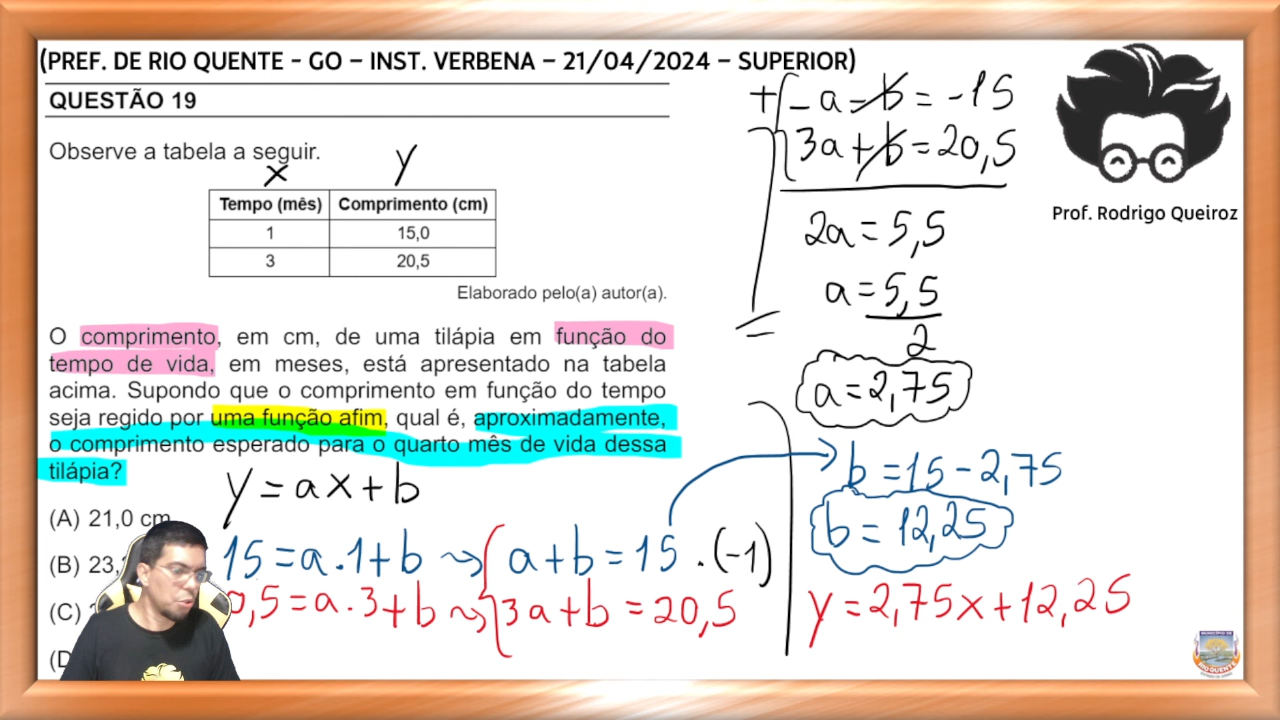 (PREF. DE RIO QUENTE - GO – INST. VERBENA – 21/04/2024 – SUPERIOR)
QUESTÃO 19
Observe a tabela a seguir.
x y
Tempo (mês) Comprimento (cm)
1 15,0
3 20,5
Elaborado pelo(a) autor(a).
O comprimento, em cm, de uma tilápia em função do
tempo de vida, em meses, está apresentado na tabela
acima. Supondo que o comprimento em função do tempo
seja regido por uma função afim, qual é, aproximadamente,
o comprimento esperado para o quarto mês de vida dessa
tilápia?
y = ax + b
(A) 21,0 cm
(B) 23,
(C)
(D
15 = a.1 + b ⇝ a + b = 15 .(-1)
0,5 = a.3 + b ⇝ 3a + b = 20,5
+ -a - b = -15
3a + b = 20,5
2a = 5,5
a = 5,5
2
a = 2,75
b = 15 - 2,75
b = 12,25
y = 2,75x + 12,25
Prof. Rodrigo Queiroz
RIO QUENTE